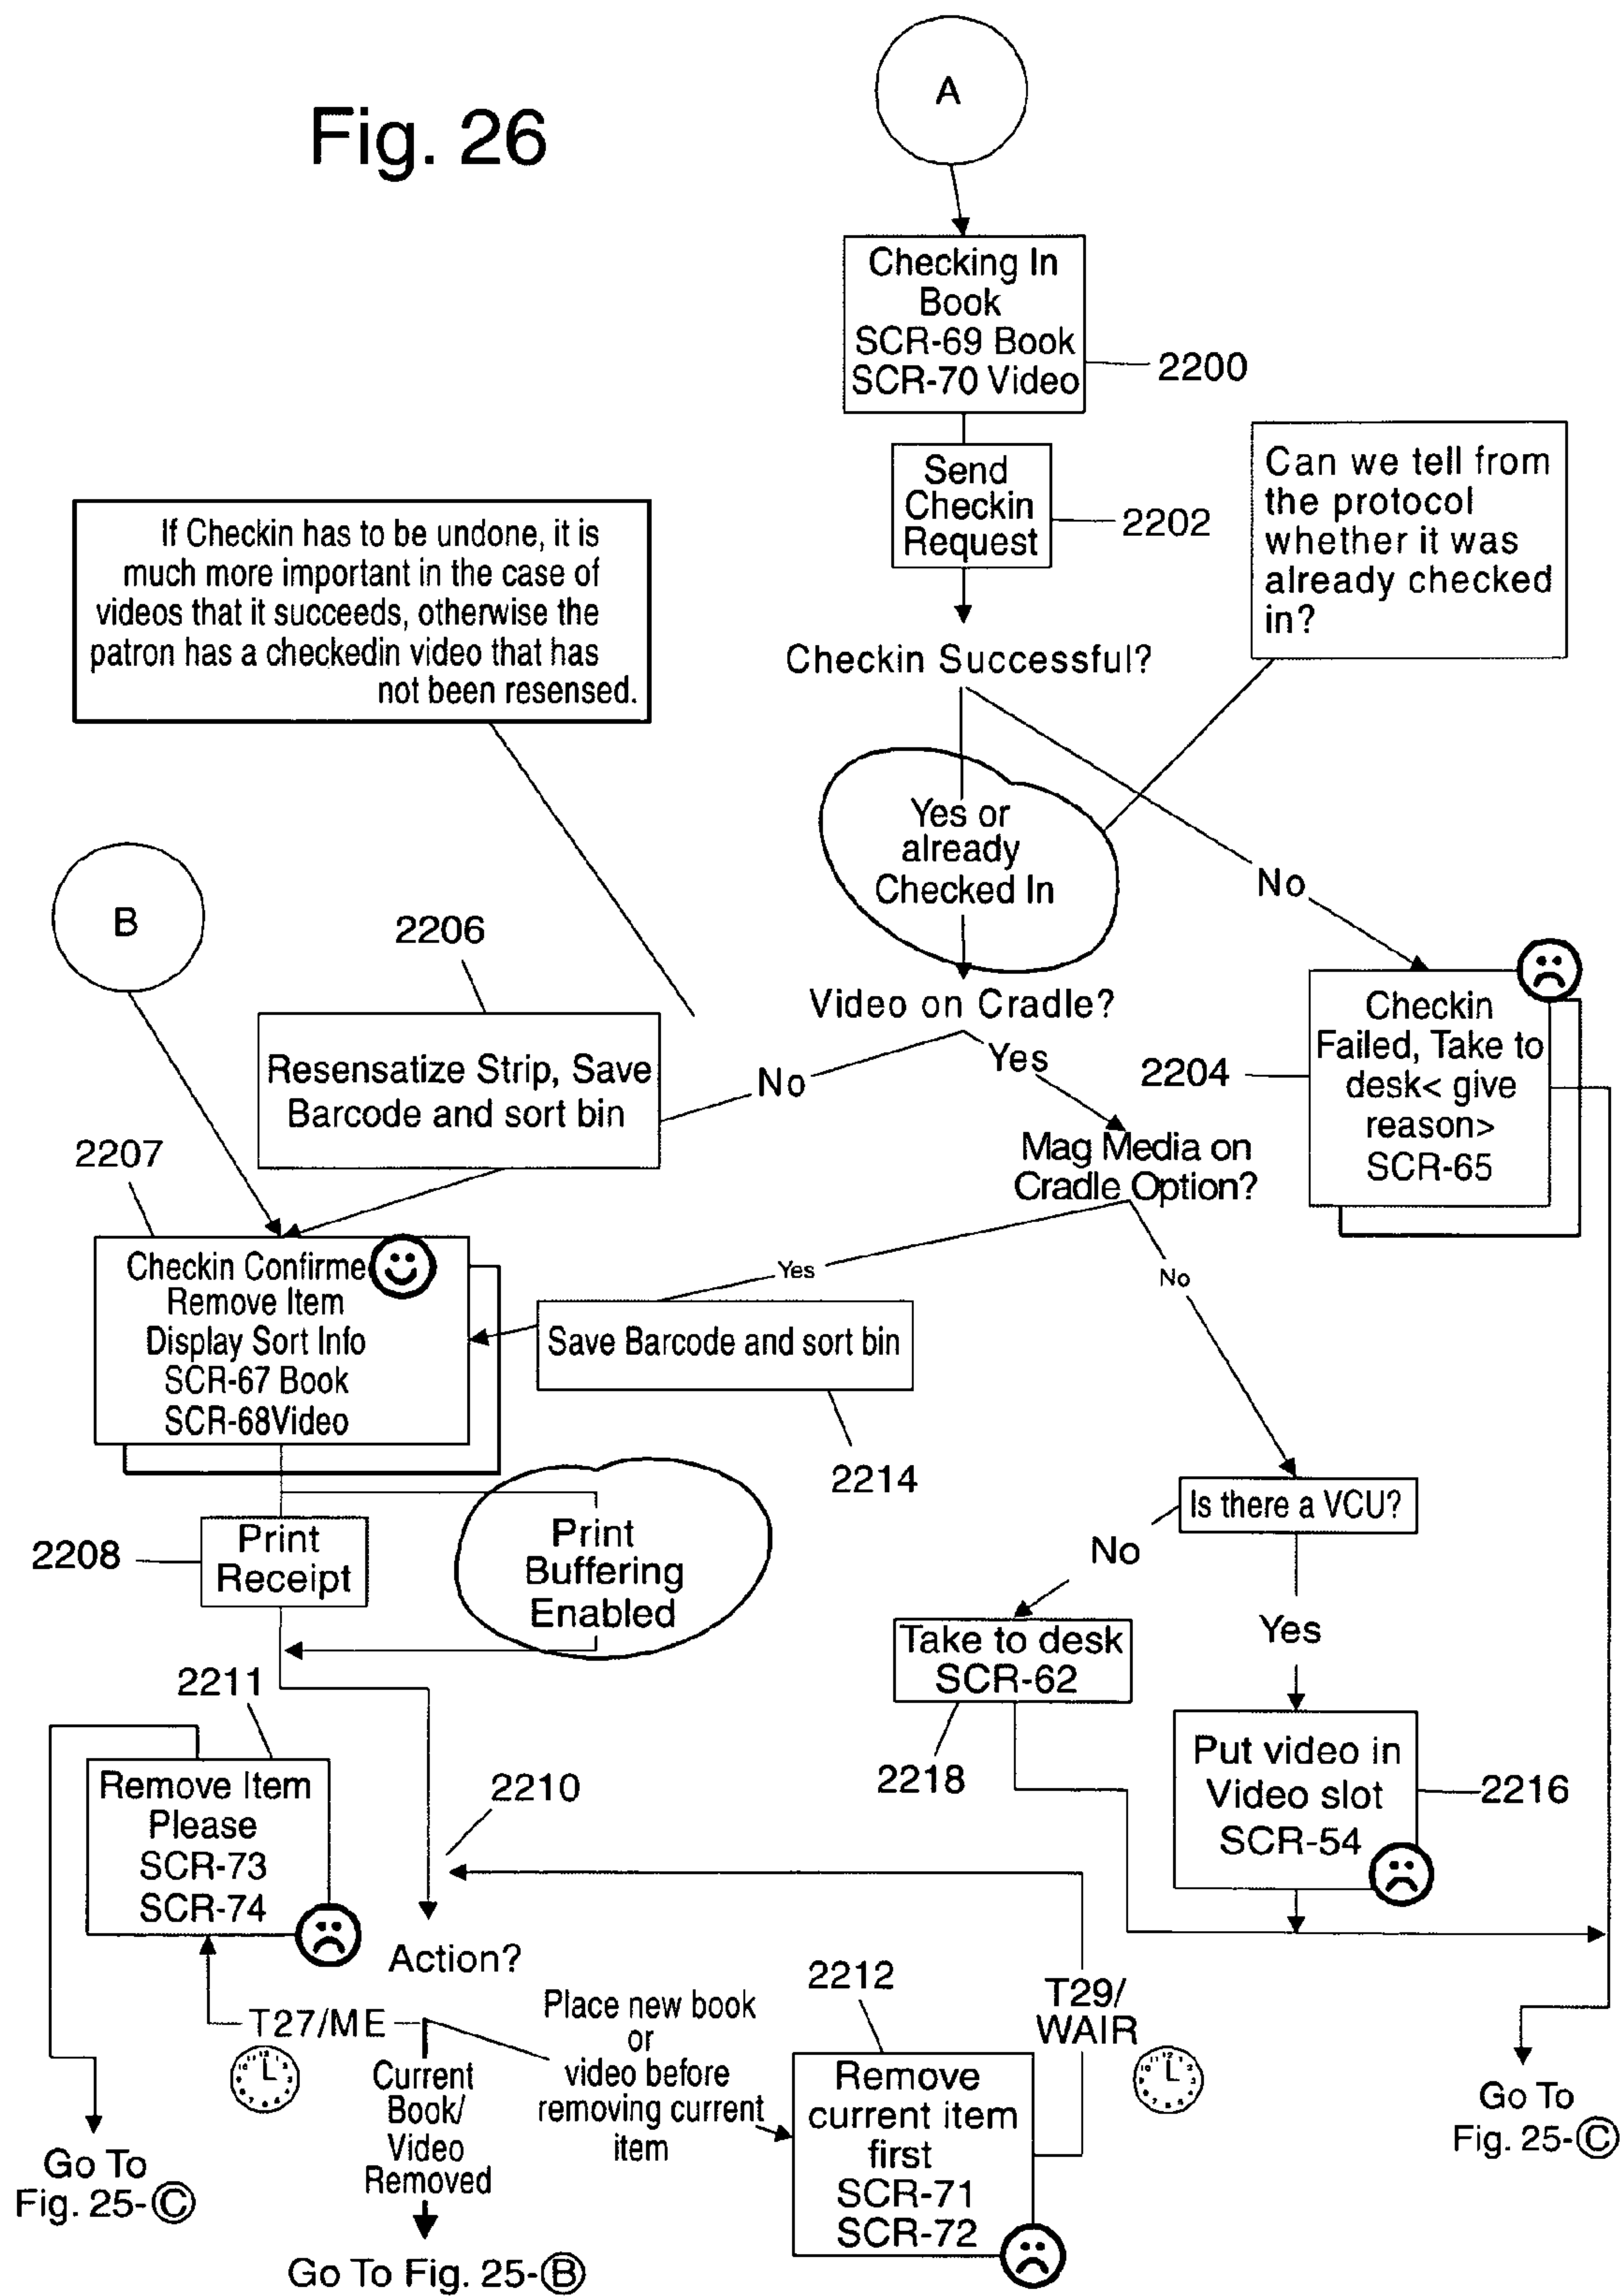 Fig. 26
A
Checking In
Book
SCR-69 Book
SCR-70 Video
2200
Send
Checkin
Request
2202
Can we tell from
the protocol
whether it was
already checked
in?
If Checkin has to be undone, it is
much more important in the case of
videos that it succeeds, otherwise the
patron has a checkedin video that has
not been resensed.
Checkin Successful?
Yes or
already
Checked In
No
B
2206
Video on Cradle?
Resensatize Strip, Save
Barcode and sort bin
No
Yes
2204
Checkin
Failed, Take to
desk< give
reason>
SCR-65
2207
Mag Media on
Cradle Option?
Checkin Confirme
Remove Item
Display Sort Info
SCR-67 Book
SCR-68Video
Yes
No
Save Barcode and sort bin
2214
Is there a VCU?
2208
Print
Receipt
Print
Buffering
Enabled
No
Yes
Take to desk
SCR-62
2218
Put video in
Video slot
SCR-54
2216
2211
Remove Item
Please
SCR-73
SCR-74
2210
Action?
T27/ME
Current
Book/
Video
Removed
Place new book
or
video before
removing current
item
2212
Remove
current item
first
SCR-71
SCR-72
T29/
WAIR
Go To
Fig. 25-Ⓒ
Go To
Fig. 25-Ⓒ
Go To Fig. 25-Ⓑ